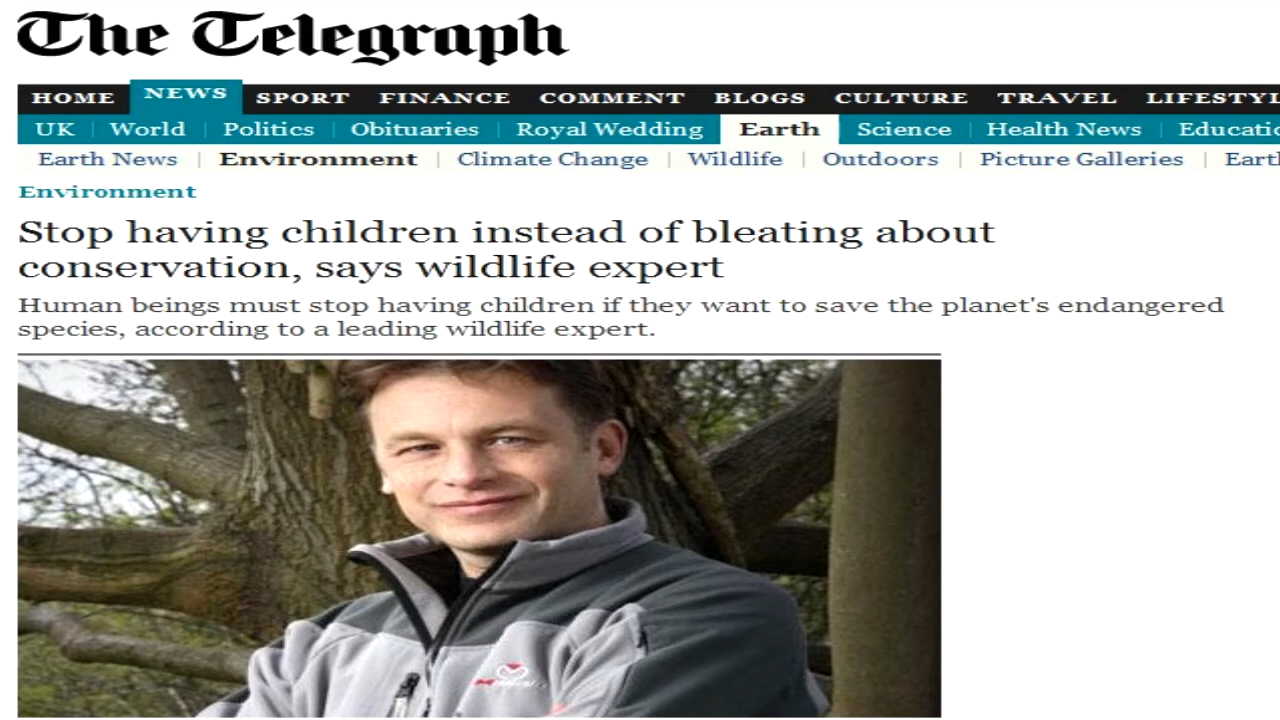 The Telegraph
HOME NEWS SPORT FINANCE COMMENT BLOGS CULTURE TRAVEL
UK World Politics Obituaries Royal Wedding Earth Science Health News
Earth News Environment Climate Change Wildlife Outdoors Picture Galleries
Environment
Stop having children instead of bleating about
conservation, says wildlife expert
Human beings must stop having children if they want to save the planet's endangered
species, according to a leading wildlife expert.